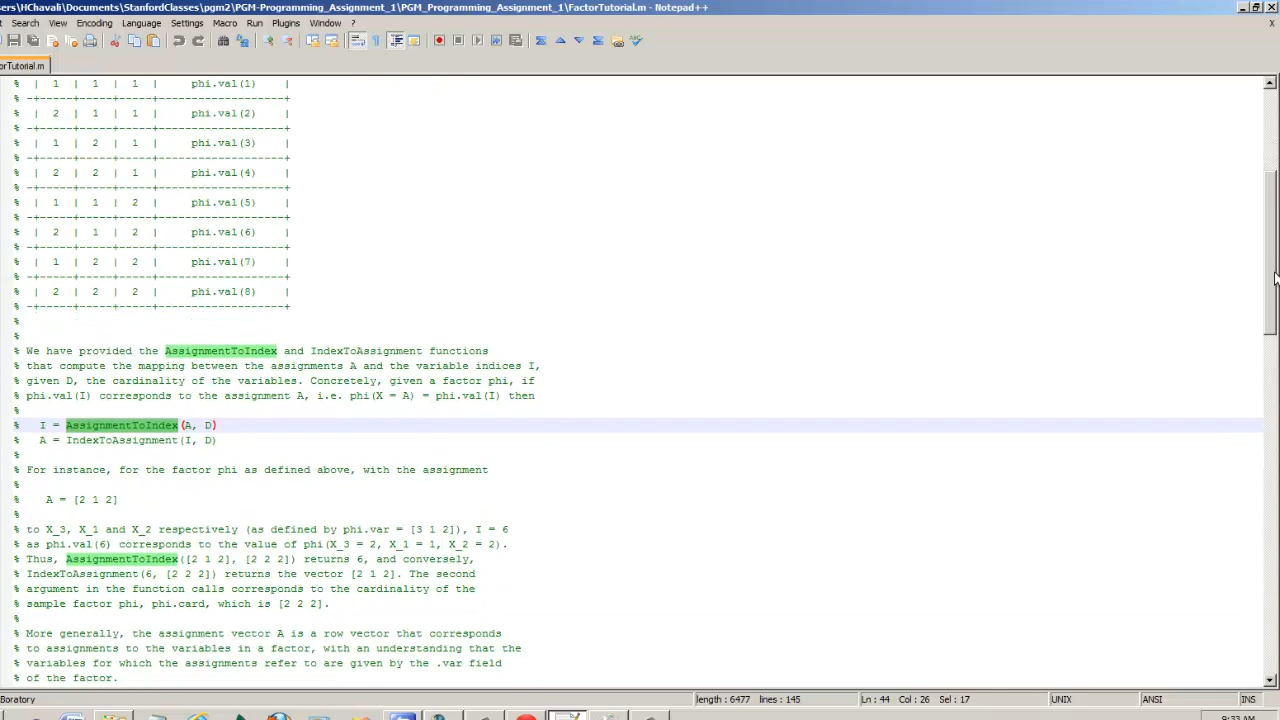 ers\HChavali\Documents\StanfordClasses\pgm2\PGM-Programming_Assignment_1\PGM_Programming_Assignment_1\FactorTutorial.m - Notepad++
Search View Encoding Language Settings Macro Run Plugins Window ? X
orTutorial.m
% | 1 | 1 | 1 | phi.val(1) |
% -+-----+-----+-----+-------------------+
% | 2 | 1 | 1 | phi.val(2) |
% -+-----+-----+-----+-------------------+
% | 1 | 2 | 1 | phi.val(3) |
% -+-----+-----+-----+-------------------+
% | 2 | 2 | 1 | phi.val(4) |
% -+-----+-----+-----+-------------------+
% | 1 | 1 | 2 | phi.val(5) |
% -+-----+-----+-----+-------------------+
% | 2 | 1 | 2 | phi.val(6) |
% -+-----+-----+-----+-------------------+
% | 1 | 2 | 2 | phi.val(7) |
% -+-----+-----+-----+-------------------+
% | 2 | 2 | 2 | phi.val(8) |
% -+-----+-----+-----+-------------------+
%
%
% We have provided the AssignmentToIndex and IndexToAssignment functions
% that compute the mapping between the assignments A and the variable indices I,
% given D, the cardinality of the variables. Concretely, given a factor phi, if
% phi.val(I) corresponds to the assignment A, i.e. phi(X = A) = phi.val(I) then
%
% I = AssignmentToIndex(A, D)
% A = IndexToAssignment(I, D)
%
% For instance, for the factor phi as defined above, with the assignment
%
% A = [2 1 2]
%
% to X_3, X_1 and X_2 respectively (as defined by phi.var = [3 1 2]), I = 6
% as phi.val(6) corresponds to the value of phi(X_3 = 2, X_1 = 1, X_2 = 2).
% Thus, AssignmentToIndex([2 1 2], [2 2 2]) returns 6, and conversely,
% IndexToAssignment(6, [2 2 2]) returns the vector [2 1 2]. The second
% argument in the function calls corresponds to the cardinality of the
% sample factor phi, phi.card, which is [2 2 2].
%
% More generally, the assignment vector A is a row vector that corresponds
% to assignments to the variables in a factor, with an understanding that the
% variables for which the assignments refer to are given by the .var field
% of the factor.
Boratory length : 6477 lines : 145 Ln : 44 Col : 26 Sel : 17 UNIX ANSI INS
9:33 AM